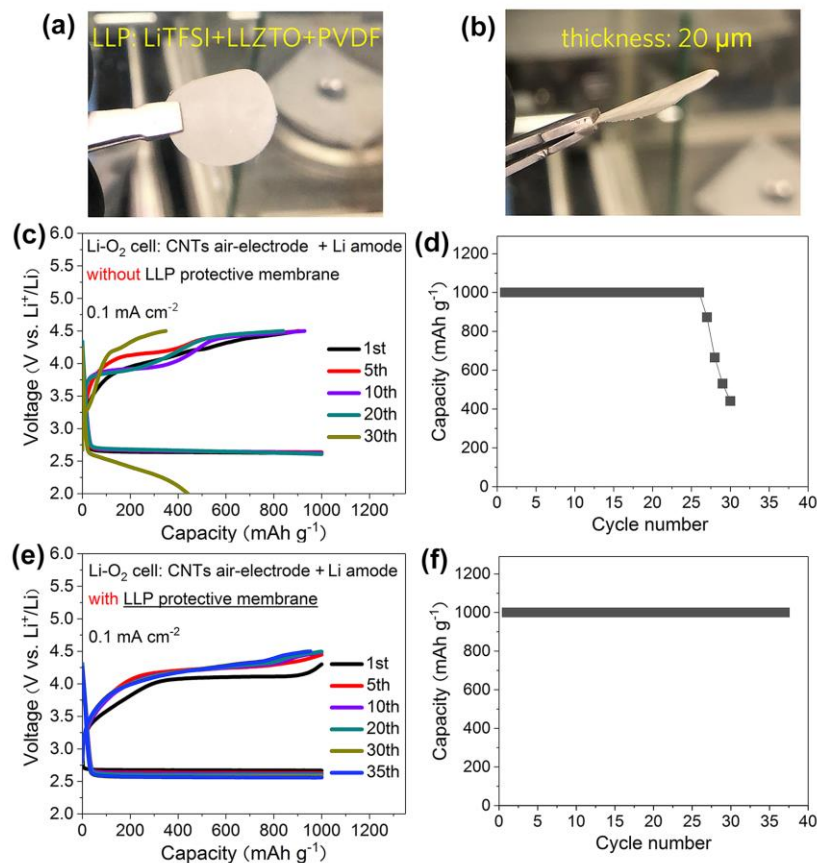 (a)
LLP: LiTFSI+LLZTO+PVDF
(b)
thickness: 20 μm
(c)
Li-O₂ cell: CNTs air-electrode + Li amode
without LLP protective membrane
0.1 mA cm⁻²
1st
5th
10th
20th
30th
6.0
5.5
5.0
4.5
4.0
3.5
3.0
2.5
2.0
Voltage (V vs. Li⁺/Li)
0 200 400 600 800 1000
Capacity (mAh g⁻¹)
(d)
1200
1000
800
600
400
200
0
Capacity (mAh g⁻¹)
0 5 10 15 20 25 30 35 40
Cycle number
(e)
Li-O₂ cell: CNTs air-electrode + Li amode
with LLP protective membrane
0.1 mA cm⁻²
1st
5th
10th
20th
30th
35th
6.0
5.5
5.0
4.5
4.0
3.5
3.0
2.5
2.0
Voltage (V vs. Li⁺/Li)
0 200 400 600 800 1000
Capacity (mAh g⁻¹)
(f)
1200
1000
800
600
400
200
0
Capacity (mAh g⁻¹)
0 5 10 15 20 25 30 35 40
Cycle number